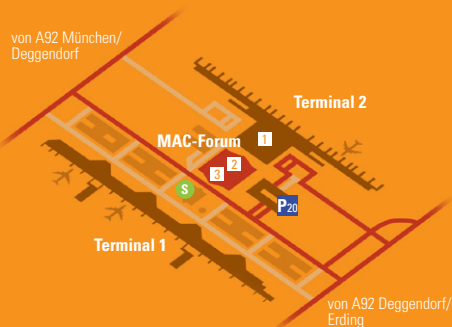 von A92 München/
Deggendorf
Terminal 2
MAC-Forum
1
2
3
S
P20
Terminal 1
von A92 Deggendorf/
Erding